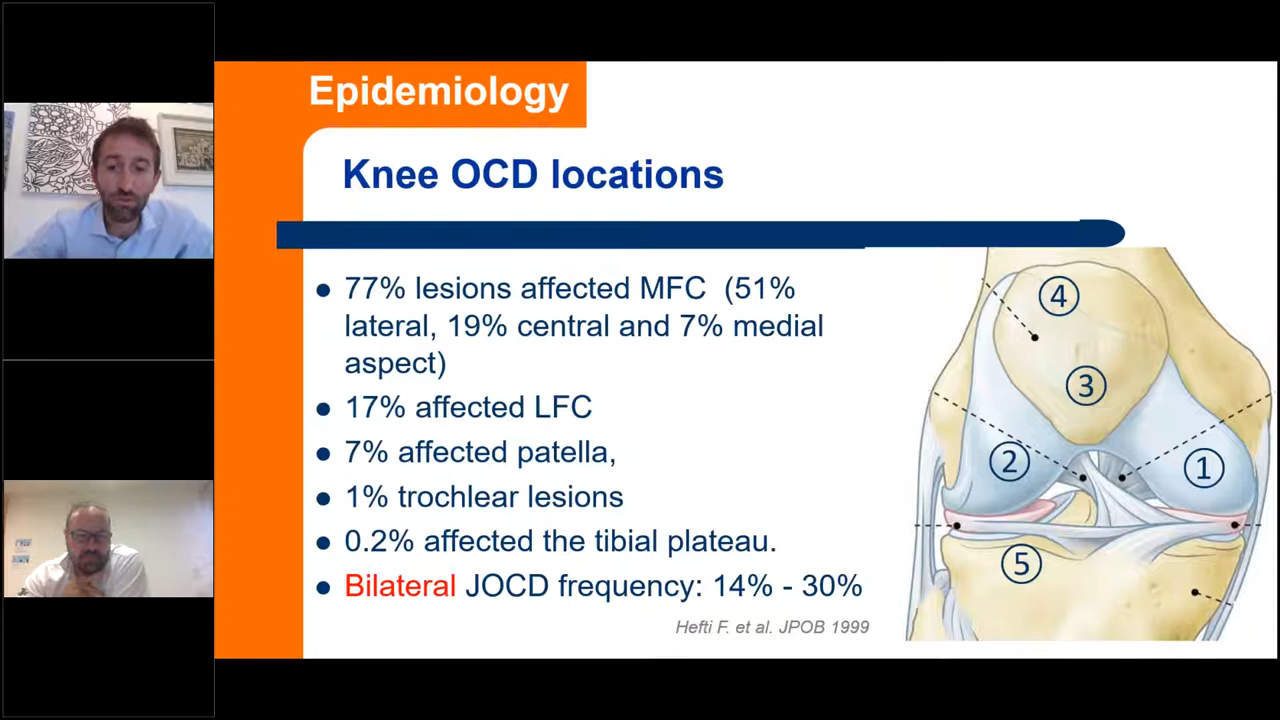 Epidemiology
Knee OCD locations
● 77% lesions affected MFC (51%
lateral, 19% central and 7% medial
aspect)
● 17% affected LFC
● 7% affected patella,
● 1% trochlear lesions
● 0.2% affected the tibial plateau.
● Bilateral JOCD frequency: 14% - 30%
Hefti F. et al. JPOB 1999
④
③
②
①
⑤